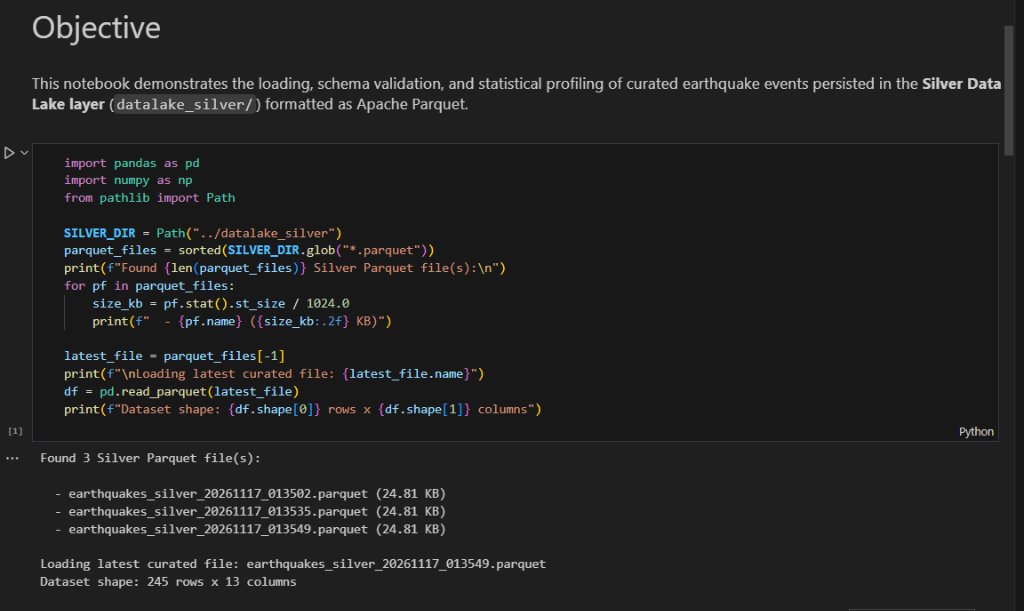 Objective
This notebook demonstrates the loading, schema validation, and statistical profiling of curated earthquake events persisted in the Silver Data
Lake layer (datalake_silver/) formatted as Apache Parquet.
import pandas as pd
import numpy as np
from pathlib import Path
SILVER_DIR = Path("../datalake_silver")
parquet_files = sorted(SILVER_DIR.glob("*.parquet"))
print(f"Found {len(parquet_files)} Silver Parquet file(s):\n")
for pf in parquet_files:
    size_kb = pf.stat().st_size / 1024.0
    print(f"  - {pf.name} ({size_kb:.2f} KB)")
latest_file = parquet_files[-1]
print(f"\nLoading latest curated file: {latest_file.name}")
df = pd.read_parquet(latest_file)
print(f"Dataset shape: {df.shape[0]} rows x {df.shape[1]} columns")
[1]
Python
Found 3 Silver Parquet file(s):
  - earthquakes_silver_20261117_013502.parquet (24.81 KB)
  - earthquakes_silver_20261117_013535.parquet (24.81 KB)
  - earthquakes_silver_20261117_013549.parquet (24.81 KB)
Loading latest curated file: earthquakes_silver_20261117_013549.parquet
Dataset shape: 245 rows x 13 columns